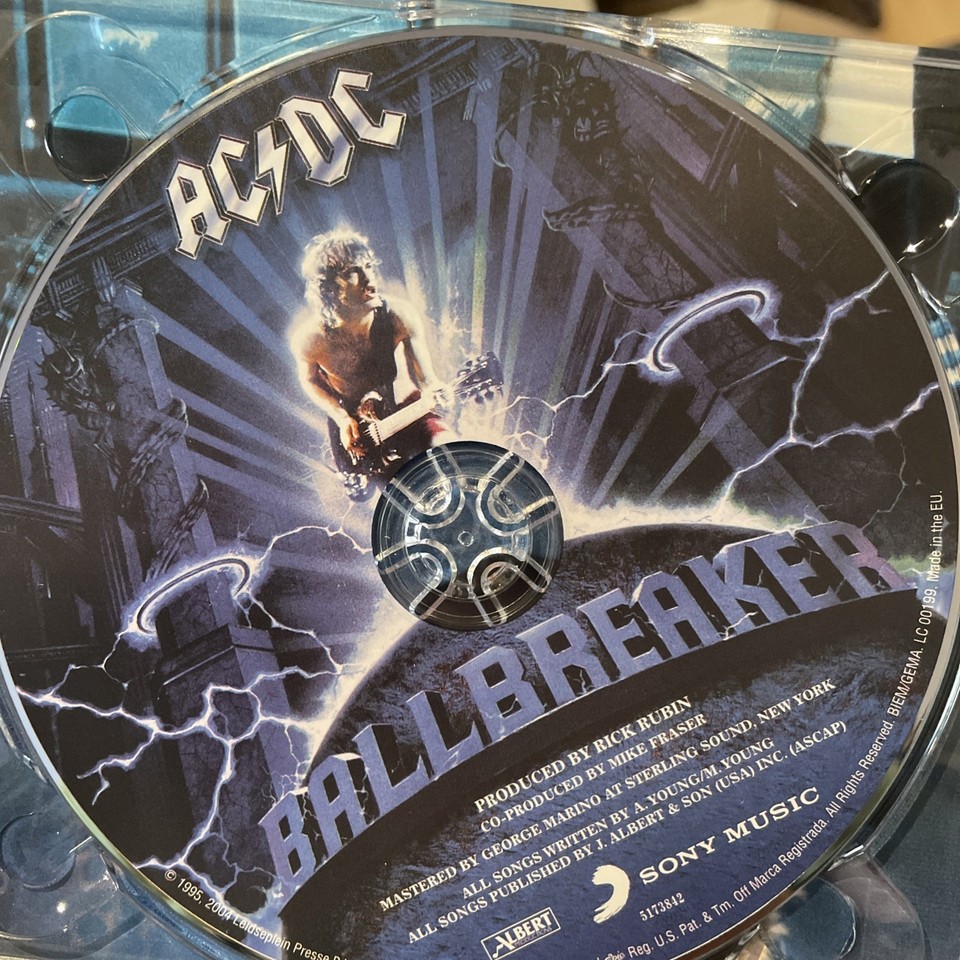 AC/DC
BALLBREAKER
PRODUCED BY RICK RUBIN
CO-PRODUCED BY MIKE FRASER
MASTERED BY GEORGE MARINO AT STERLING SOUND, NEW YORK
ALL SONGS WRITTEN BY A.YOUNG/M.YOUNG
ALL SONGS PUBLISHED BY J. ALBERT & SON (USA) INC. (ASCAP)
ALBERT
SONY MUSIC
5173842
© 1995, 2004 Leidseplein Presse
Reg. U.S. Pat. & Tm. Off Marca Registrada. All Rights Reserved. BIEM/GEMA. LC 00199. Made in the EU.